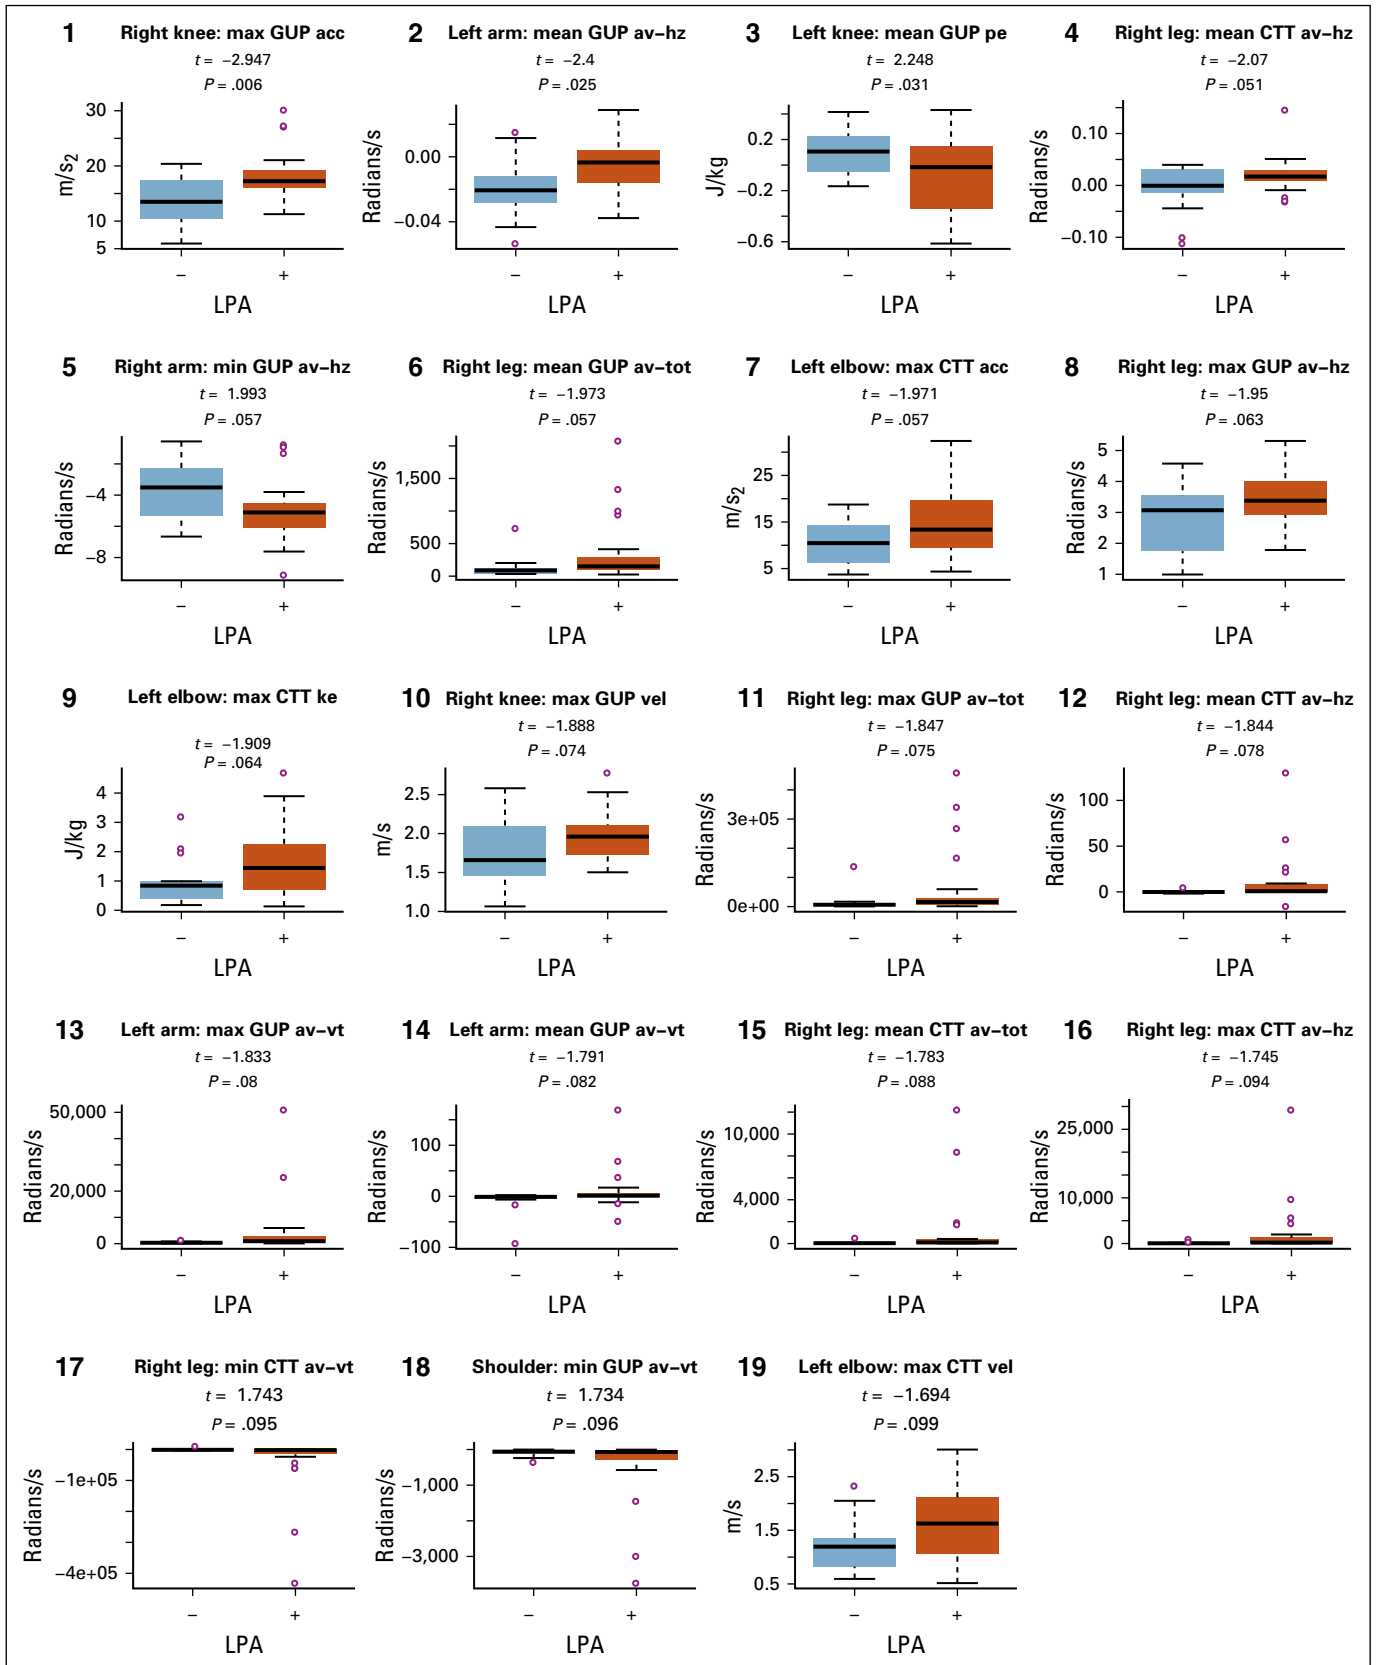 1 Right knee: max GUP acc
t = −2.947
P = .006
m/s2
30
20
10
5
− +
LPA
2 Left arm: mean GUP av−hz
t = −2.4
P = .025
Radians/s
0.00
−0.04
− +
LPA
3 Left knee: mean GUP pe
t = 2.248
P = .031
J/kg
0.2
−0.2
−0.6
− +
LPA
4 Right leg: mean CTT av−hz
t = −2.07
P = .051
Radians/s
0.10
0.00
−0.10
− +
LPA
5 Right arm: min GUP av−hz
t = 1.993
P = .057
Radians/s
−4
−8
− +
LPA
6 Right leg: mean GUP av−tot
t = −1.973
P = .057
Radians/s
1,500
500
0
− +
LPA
7 Left elbow: max CTT acc
t = −1.971
P = .057
m/s2
25
15
5
− +
LPA
8 Right leg: max GUP av−hz
t = −1.95
P = .063
Radians/s
5
4
3
2
1
− +
LPA
9 Left elbow: max CTT ke
t = −1.909
P = .064
J/kg
4
3
2
1
0
− +
LPA
10 Right knee: max GUP vel
t = −1.888
P = .074
m/s
2.5
2.0
1.5
1.0
− +
LPA
11 Right leg: max GUP av−tot
t = −1.847
P = .075
Radians/s
3e+05
0e+00
− +
LPA
12 Right leg: mean CTT av−hz
t = −1.844
P = .078
Radians/s
100
50
0
− +
LPA
13 Left arm: max GUP av−vt
t = −1.833
P = .08
Radians/s
50,000
20,000
0
− +
LPA
14 Left arm: mean GUP av−vt
t = −1.791
P = .082
Radians/s
100
0
−100
− +
LPA
15 Right leg: mean CTT av−tot
t = −1.783
P = .088
Radians/s
10,000
4,000
0
− +
LPA
16 Right leg: max CTT av−hz
t = −1.745
P = .094
Radians/s
25,000
10,000
0
− +
LPA
17 Right leg: min CTT av−vt
t = 1.743
P = .095
Radians/s
−1e+05
−4e+05
− +
LPA
18 Shoulder: min GUP av−vt
t = 1.734
P = .096
Radians/s
−1,000
−3,000
− +
LPA
19 Left elbow: max CTT vel
t = −1.694
P = .099
m/s
2.5
1.5
0.5
− +
LPA